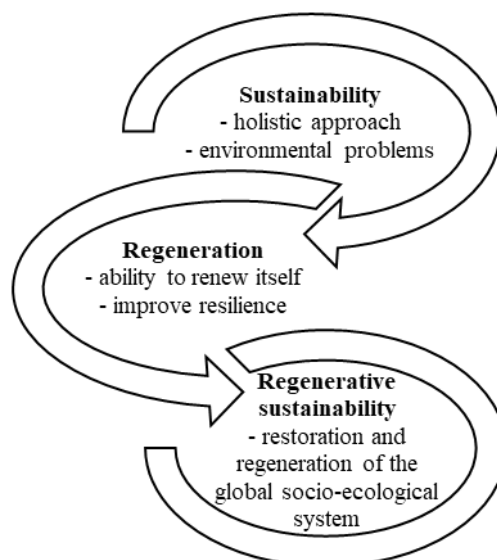 Sustainability
- holistic approach
- environmental problems
Regeneration
- ability to renew itself
- improve resilience
Regenerative
sustainability
- restoration and
regeneration of the
global socio-ecological
system